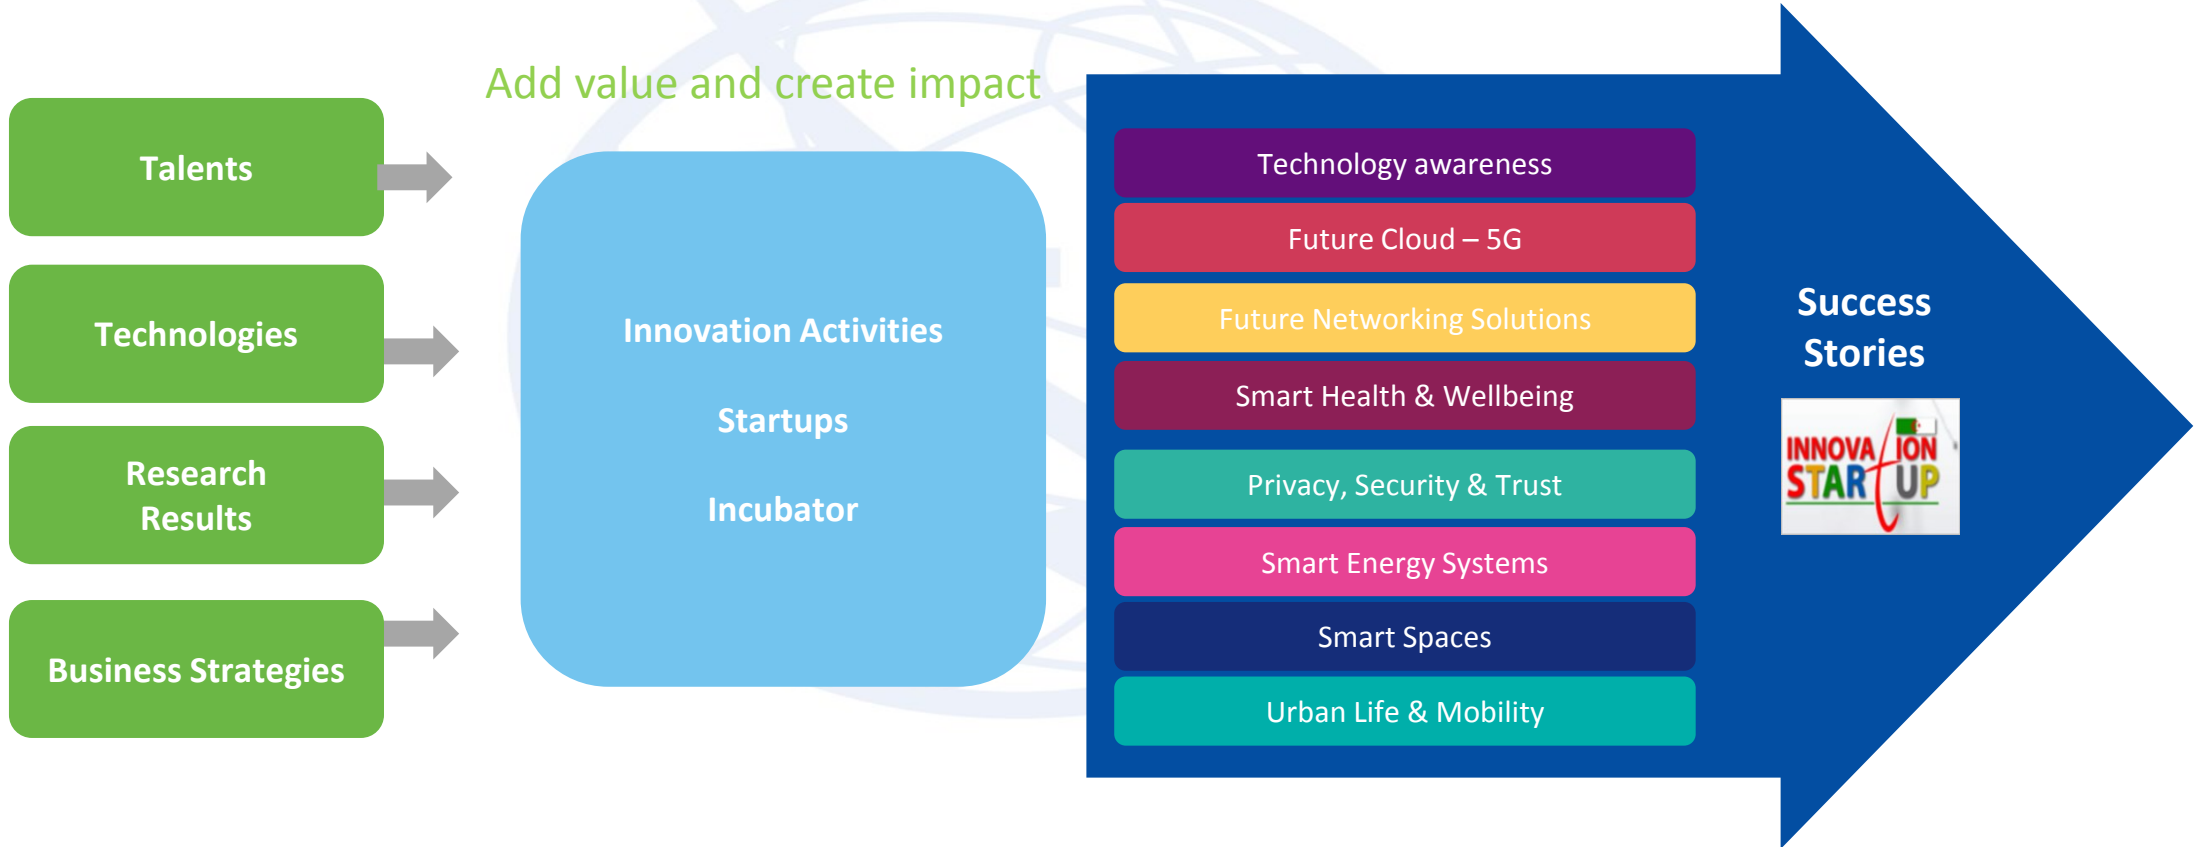 Add value and create impact
Talents
Technologies
Research
Results
Business Strategies
Innovation Activities
Startups
Incubator
Technology awareness
Future Cloud – 5G
Future Networking Solutions
Smart Health & Wellbeing
Privacy, Security & Trust
Smart Energy Systems
Smart Spaces
Urban Life & Mobility
Success
Stories
INNOVATION
STARTUP